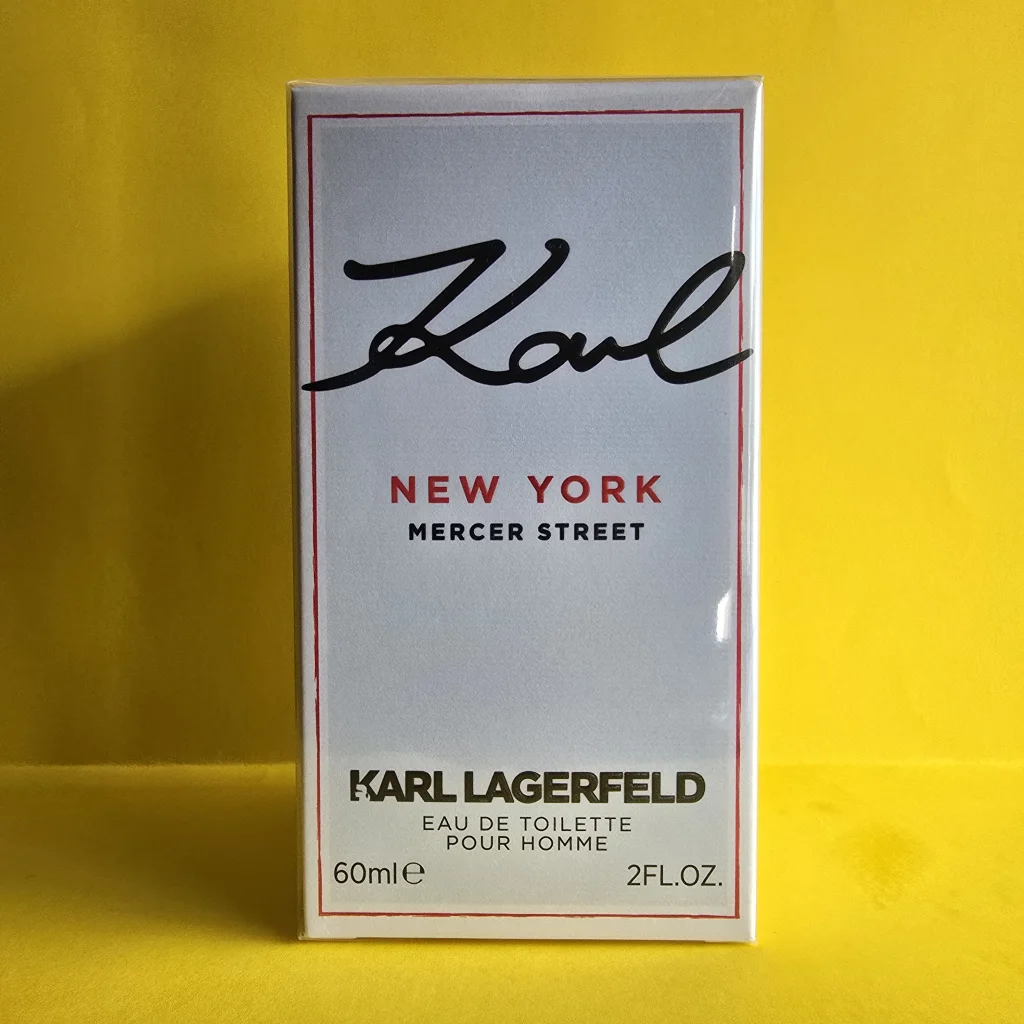 Karl
NEW YORK
MERCER STREET
KARL LAGERFELD
EAU DE TOILETTE
POUR HOMME
60ml℮ 2FL.OZ.